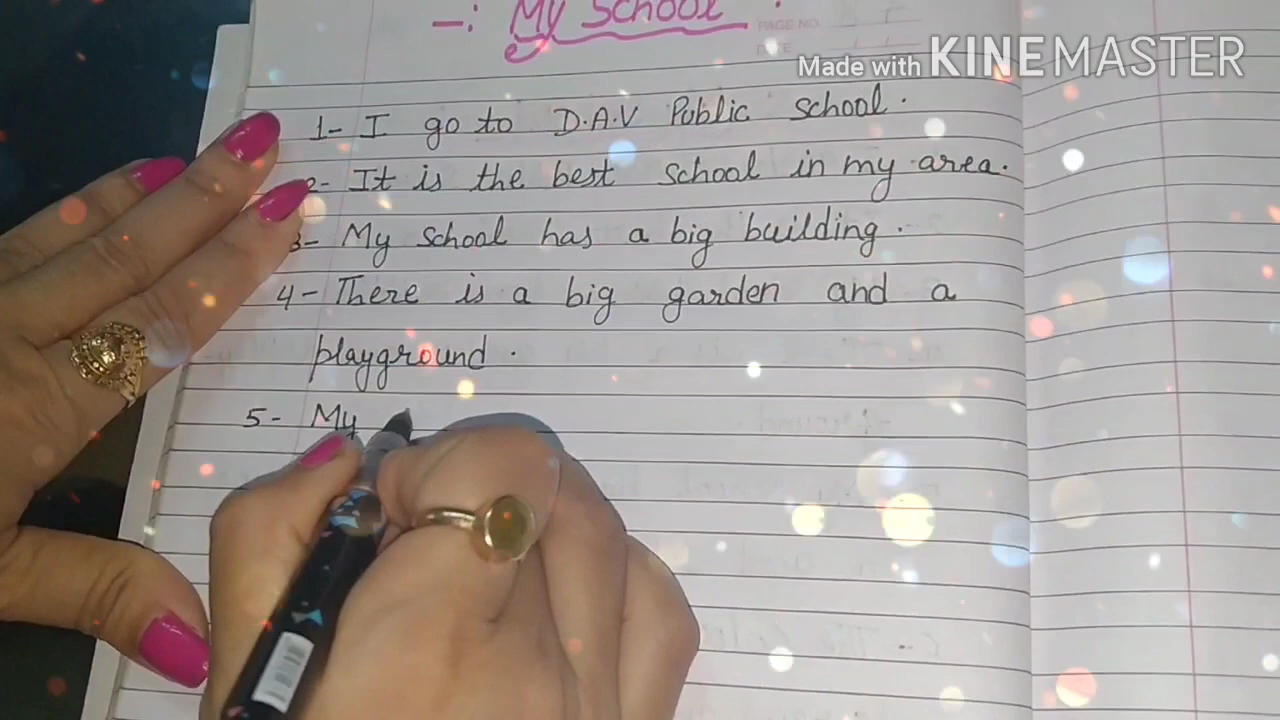 -: My School :
PAGE NO.
DATE
Made with KINEMASTER
1- I go to D.A.V Public school.
2- It is the best school in my area.
3- My school has a big building.
4- There is a big garden and a
playground.
5- My